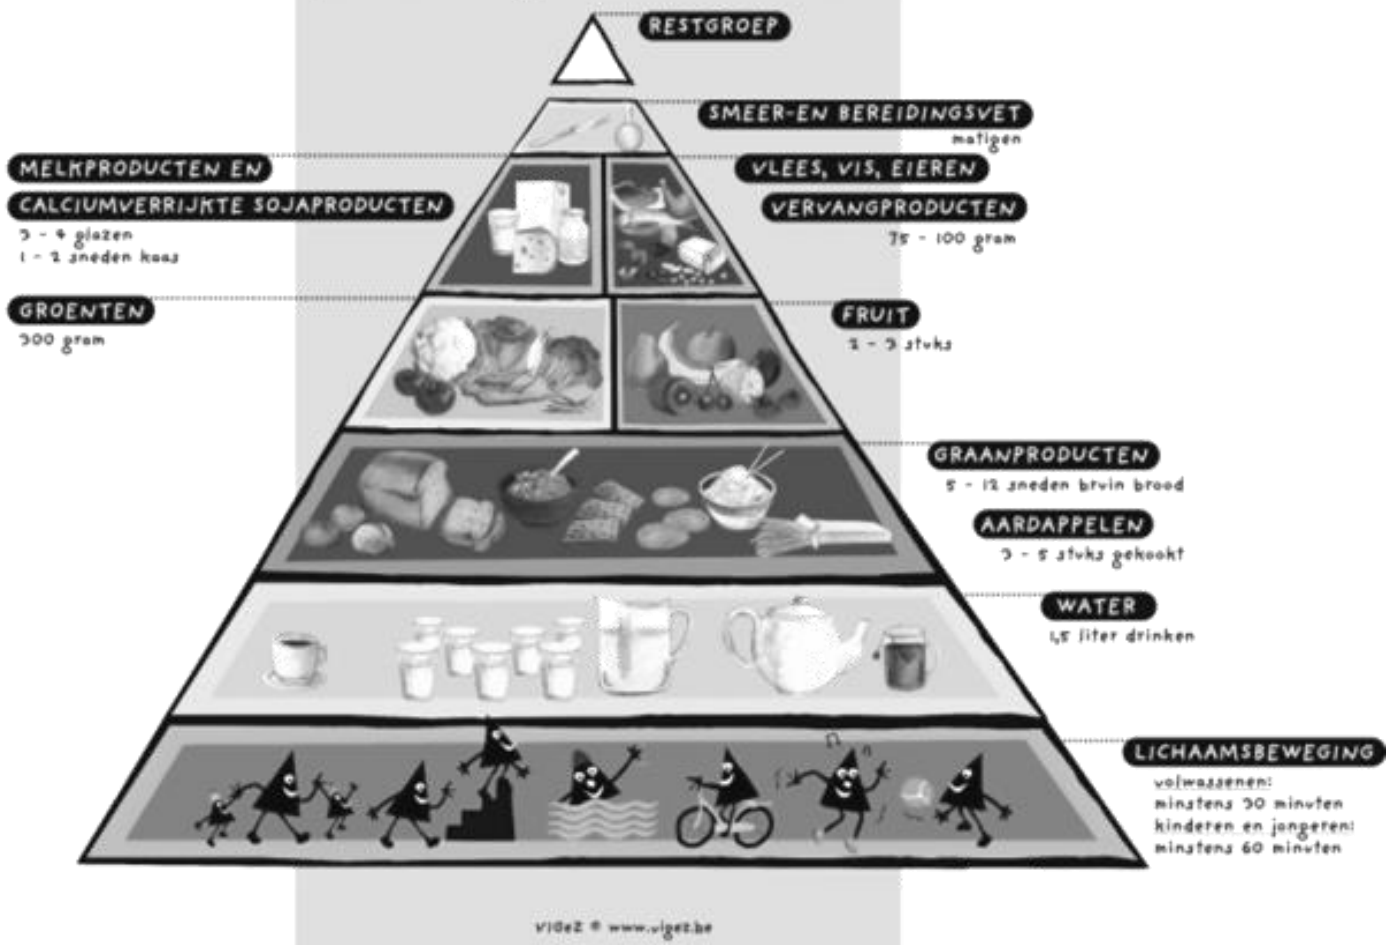 RESTGROEP
SMEER-EN BEREIDINGSVET
matigen
MELKPRODUCTEN EN
CALCIUMVERRIJKTE SOJAPRODUCTEN
3 - 4 glazen
1 - 2 sneden kaas
VLEES, VIS, EIEREN
VERVANGPRODUCTEN
75 - 100 gram
GROENTEN
300 gram
FRUIT
2 - 3 stuks
GRAANPRODUCTEN
5 - 12 sneden bruin brood
AARDAPPELEN
3 - 5 stuks gekookt
WATER
1,5 liter drinken
LICHAAMSBEWEGING
volwassenen:
minstens 30 minuten
kinderen en jongeren:
minstens 60 minuten
VIGeZ © www.vigez.be